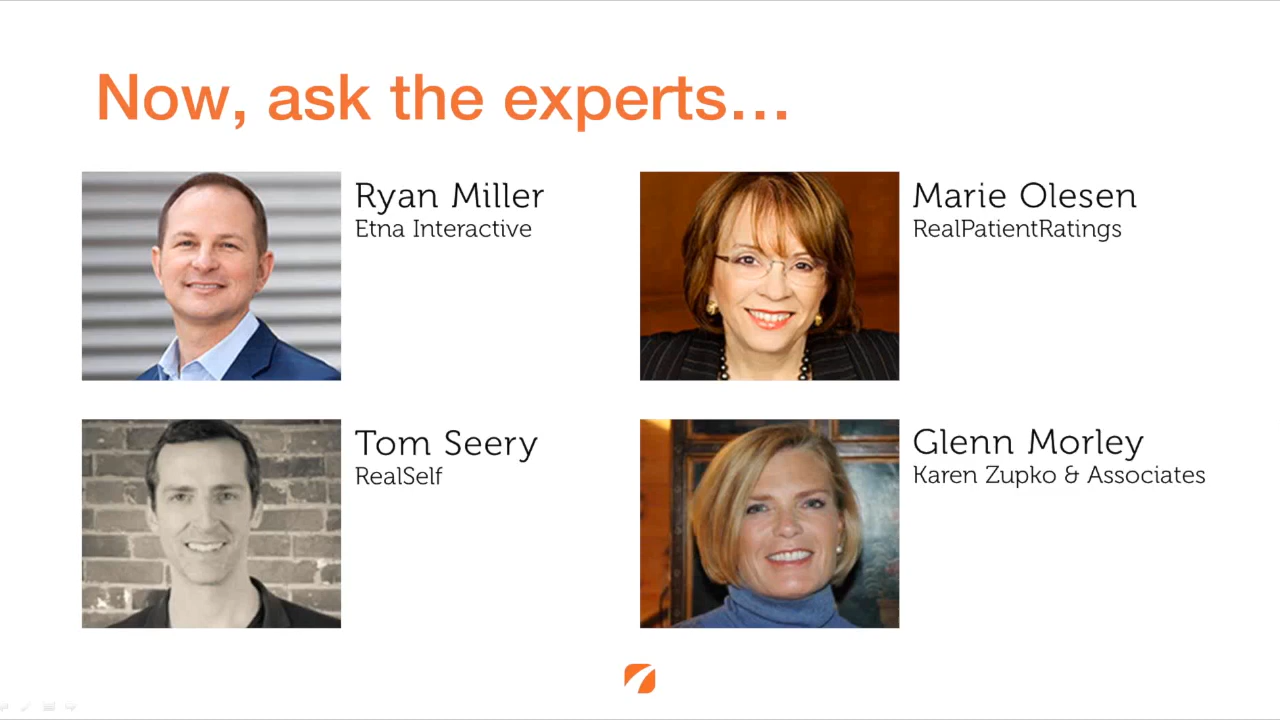 Now, ask the experts…
Ryan Miller
Etna Interactive
Marie Olesen
RealPatientRatings
Tom Seery
RealSelf
Glenn Morley
Karen Zupko & Associates